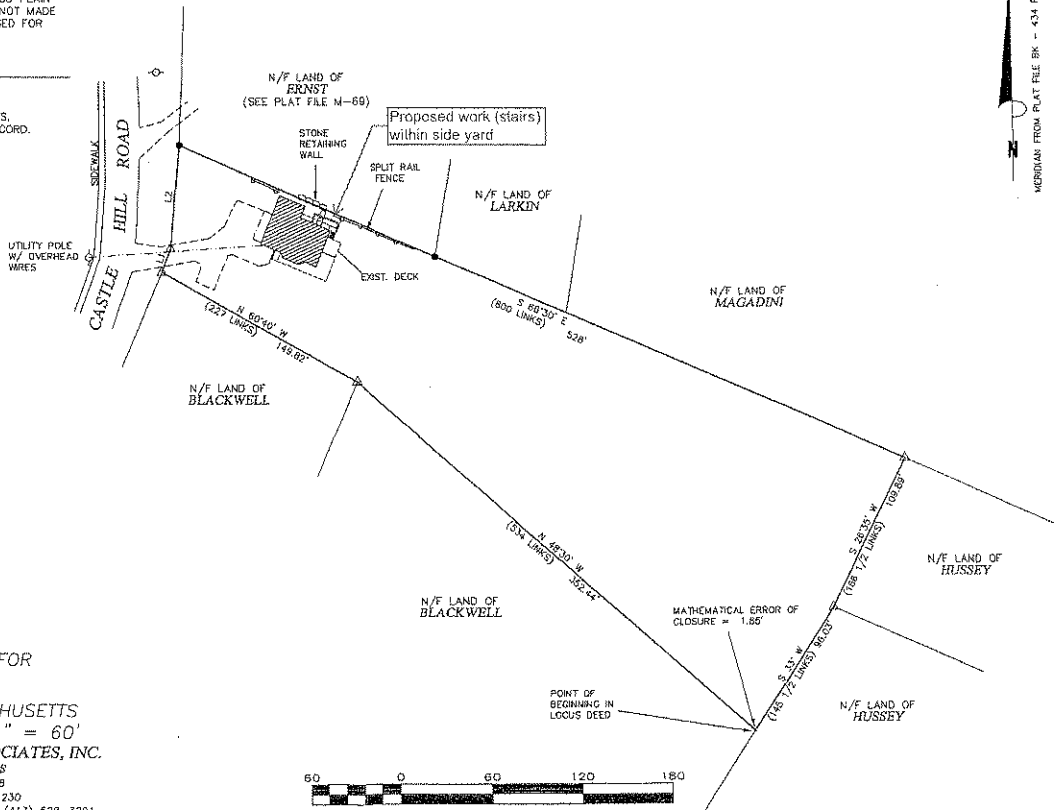 NOT MADE
SED FOR
TS,
CORD.
N/F LAND OF
ERNST
(SEE PLAT FILE M-69)
Proposed work (stairs)
within side yard
STONE
RETAINING
WALL
SPLIT RAIL
FENCE
N/F LAND OF
LARKIN
MERIDIAN FROM PLAT FILE BK - 434 P
N
SIDEWALK
CASTLE HILL ROAD
L2
L1
UTILITY POLE
W/ OVERHEAD
WIRES
EXIST. DECK
N/F LAND OF
MAGADINI
(800 LINKS)
528'
N 60°40' W
(227 LINKS)
149.82'
N/F LAND OF
BLACKWELL
109.89'
S 26°35' W
(166 1/2 LINKS)
N/F LAND OF
HUSSEY
N 48°30' W
(534 LINKS)
352.44'
N/F LAND OF
BLACKWELL
MATHEMATICAL ERROR OF
CLOSURE = 1.85'
S 33° W
(145 1/2 LINKS) 96.03'
POINT OF
BEGINNING IN
LOCUS DEED
N/F LAND OF
HUSSEY
FOR
HUSETTS
" = 60'
CIATES, INC.
230
60 0 60 120 180